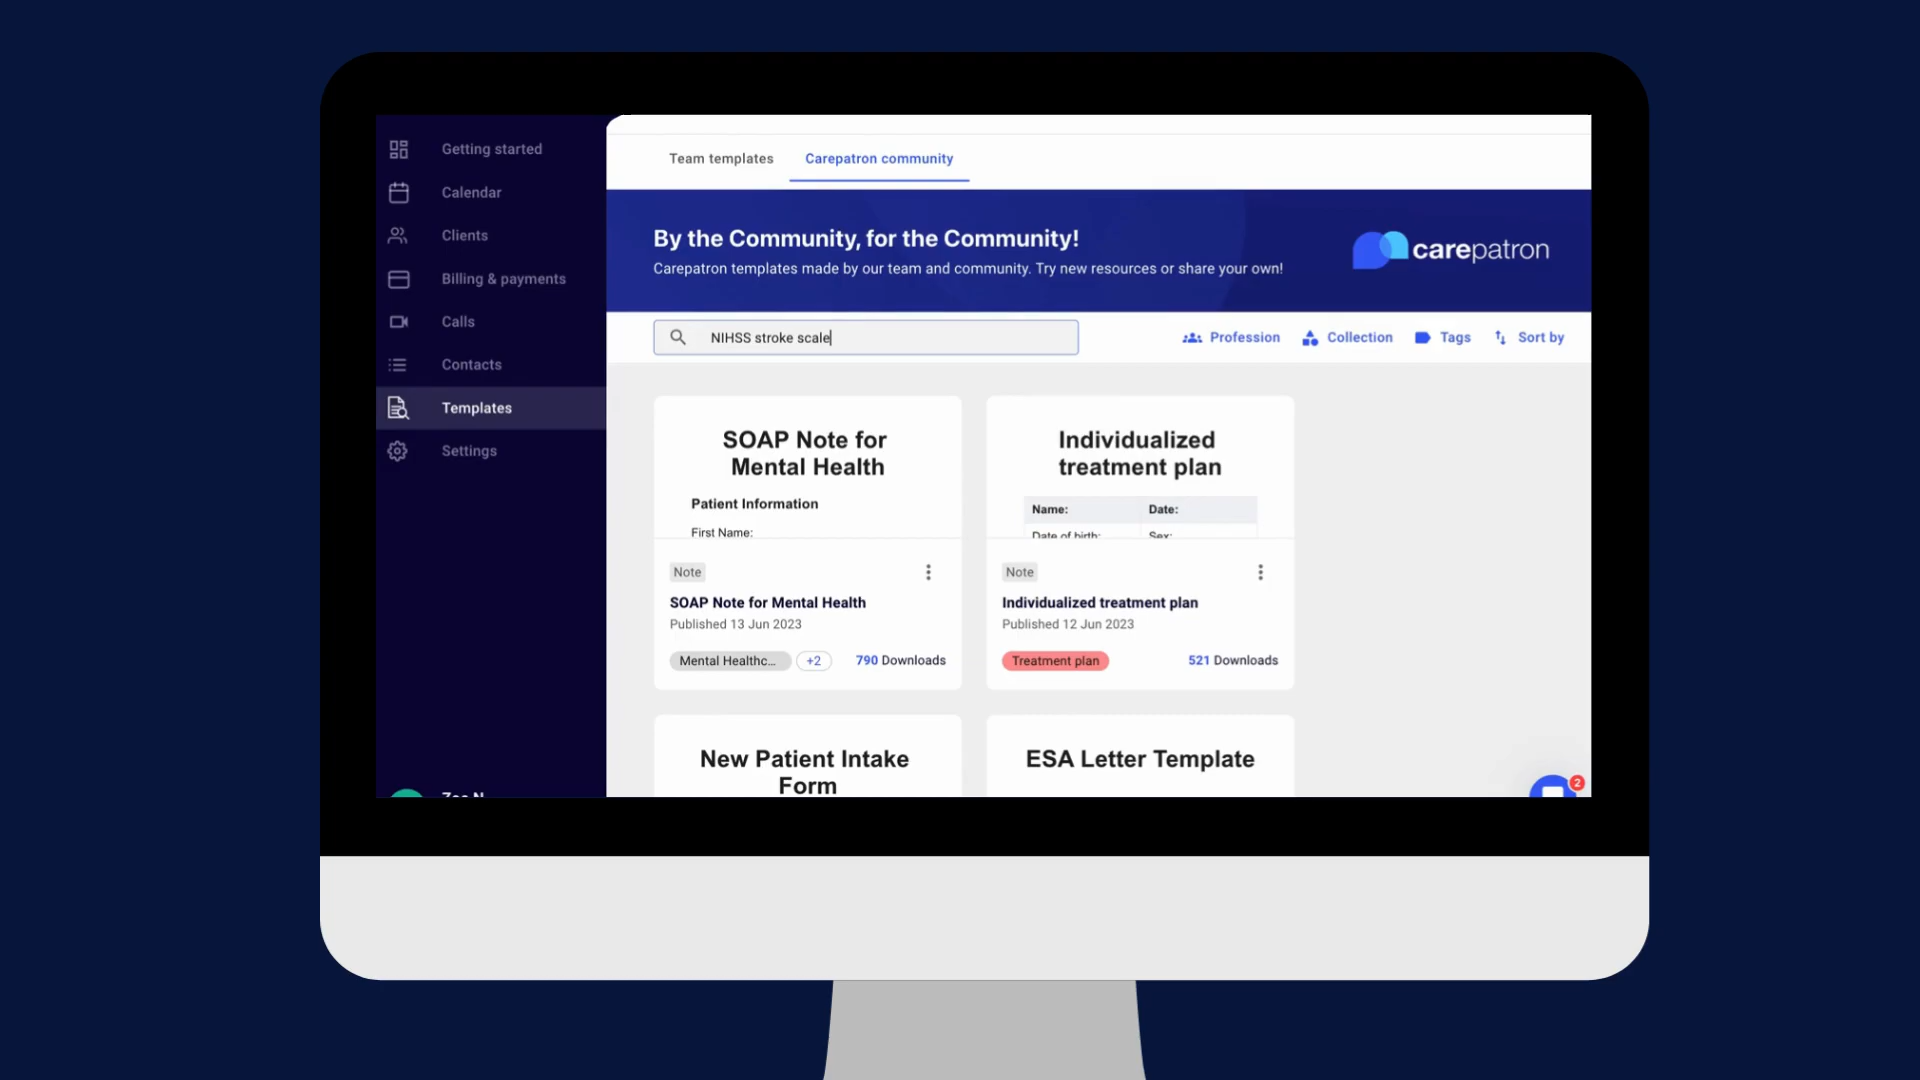 Getting started
Calendar
Clients
Billing & payments
Calls
Contacts
Templates
Settings
Team templates
Carepatron community
By the Community, for the Community!
Carepatron templates made by our team and community. Try new resources or share your own!
carepatron
NIHSS stroke scale
Profession
Collection
Tags
Sort by
SOAP Note for
Mental Health
Patient Information
First Name:
Note
SOAP Note for Mental Health
Published 13 Jun 2023
Mental Healthc...
+2
790 Downloads
Individualized
treatment plan
Name:
Date:
Date of birth:
Sex:
Note
Individualized treatment plan
Published 12 Jun 2023
Treatment plan
521 Downloads
New Patient Intake
Form
ESA Letter Template
2